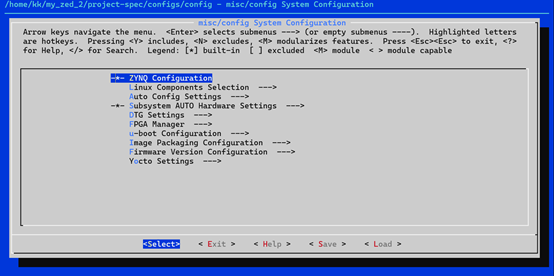 /home/kk/my_zed_2/project-spec/configs/config - misc/config System Configuration
misc/config System Configuration
Arrow keys navigate the menu.  <Enter> selects submenus ---> (or empty submenus ----).  Highlighted letters
are hotkeys.  Pressing <Y> includes, <N> excludes, <M> modularizes features.  Press <Esc><Esc> to exit, <?>
for Help, </> for Search.  Legend: [*] built-in  [ ] excluded  <M> module  < > module capable
-*- ZYNQ Configuration
Linux Components Selection  --->
Auto Config Settings  --->
-*- Subsystem AUTO Hardware Settings  --->
DTG Settings  --->
FPGA Manager  --->
u-boot Configuration  --->
Image Packaging Configuration  --->
Firmware Version Configuration  --->
Yocto Settings  --->
<Select>    < Exit >    < Help >    < Save >    < Load >